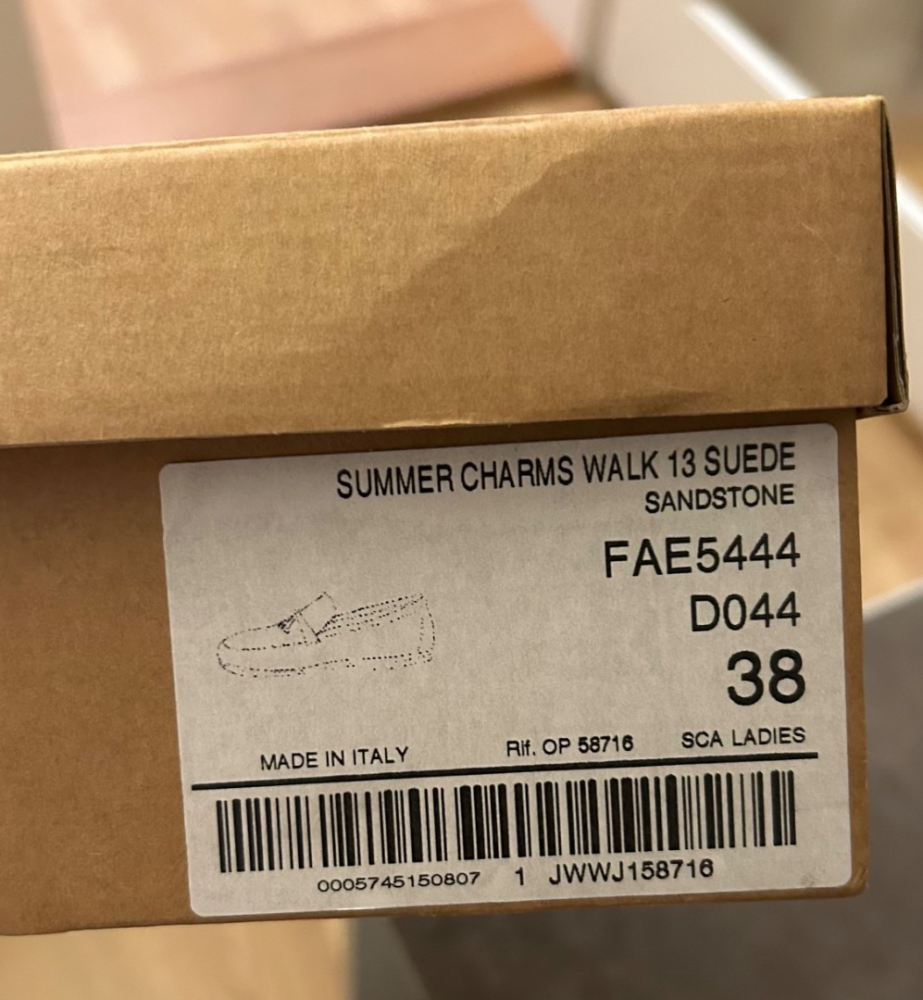 SUMMER CHARMS WALK 13 SUEDE
SANDSTONE
FAE5444
D044
38
MADE IN ITALY Rif. OP 58716 SCA LADIES
0005745150807 1 JWWJ158716